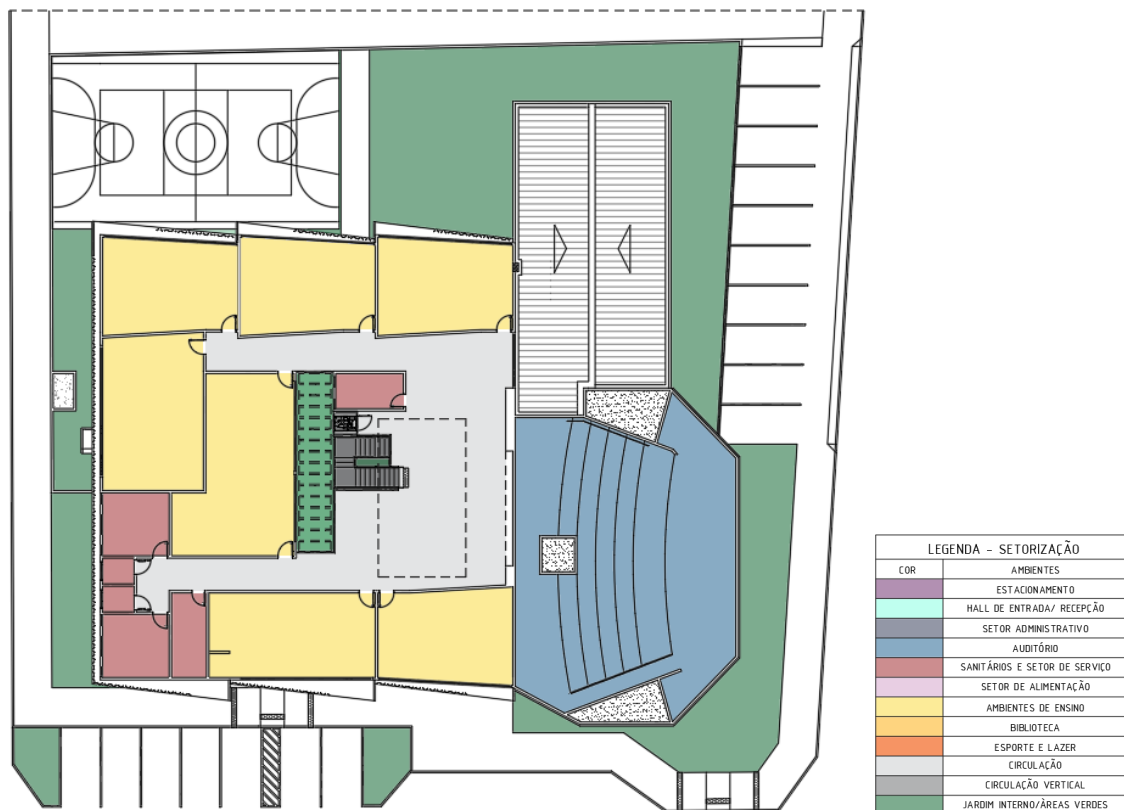 LEGENDA - SETORIZAÇÃO
COR AMBIENTES
ESTACIONAMENTO
HALL DE ENTRADA/ RECEPÇÃO
SETOR ADMINISTRATIVO
AUDITÓRIO
SANITÁRIOS E SETOR DE SERVIÇO
SETOR DE ALIMENTAÇÃO
AMBIENTES DE ENSINO
BIBLIOTECA
ESPORTE E LAZER
CIRCULAÇÃO
CIRCULAÇÃO VERTICAL
JARDIM INTERNO/ÀREAS VERDES